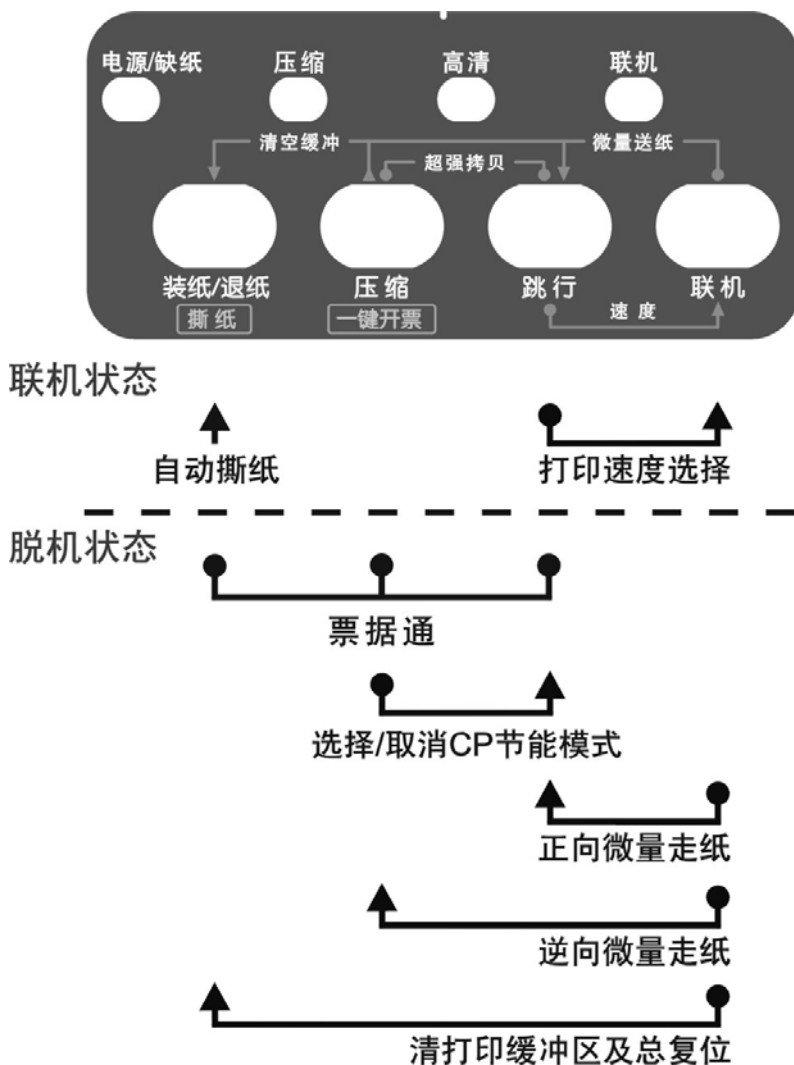 电源/缺纸 压缩 高清 联机
清空缓冲 微量送纸
超强拷贝
装纸/退纸 压缩 跳行 联机
撕纸 一键开票 速度
联机状态
自动撕纸 打印速度选择
脱机状态
票据通
选择/取消CP节能模式
正向微量走纸
逆向微量走纸
清打印缓冲区及总复位